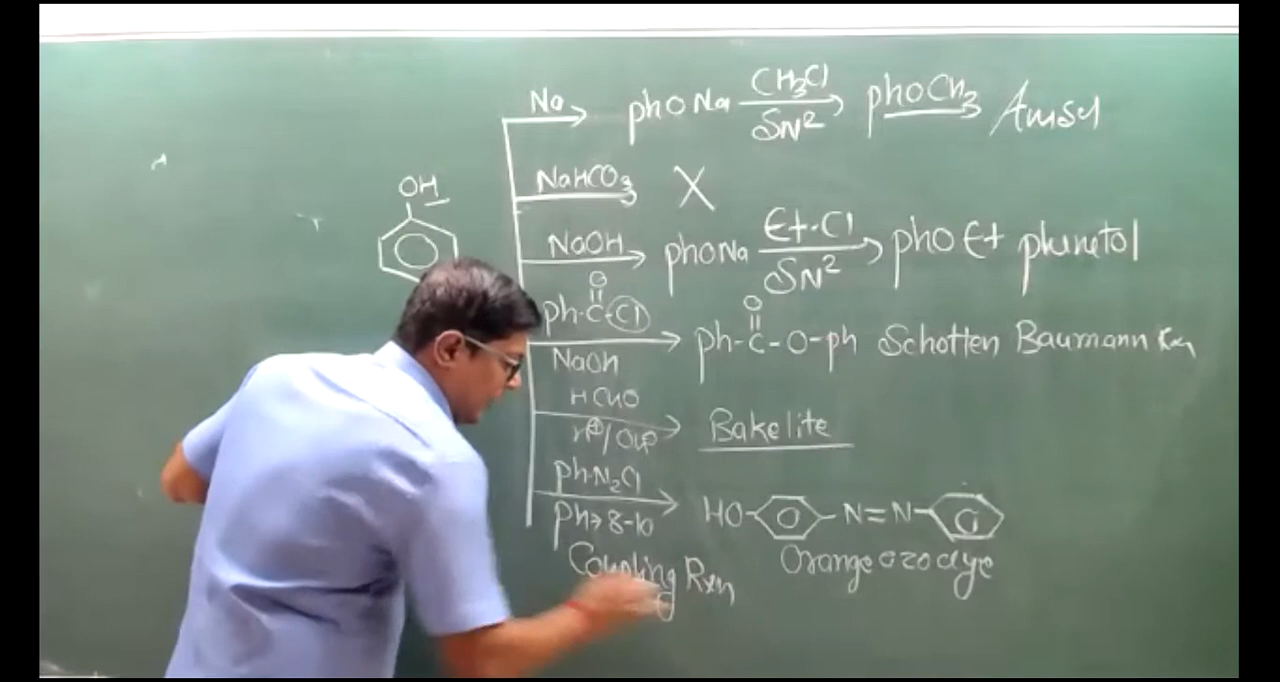 Na phONa CH3Cl SN² phOCH3 Anisol
OH
NaHCO3 X
NaOH phONa Et-Cl SN² phOEt phenetol
O
ph-C-Cl
NaOH
O
ph-C-O-ph Schotten Baumann Rxn
HCHO
H⊕/OH⊖ Bakelite
ph-N2Cl
Ph→8-10
HO N=N
Coupling Rxn Orange azo dye